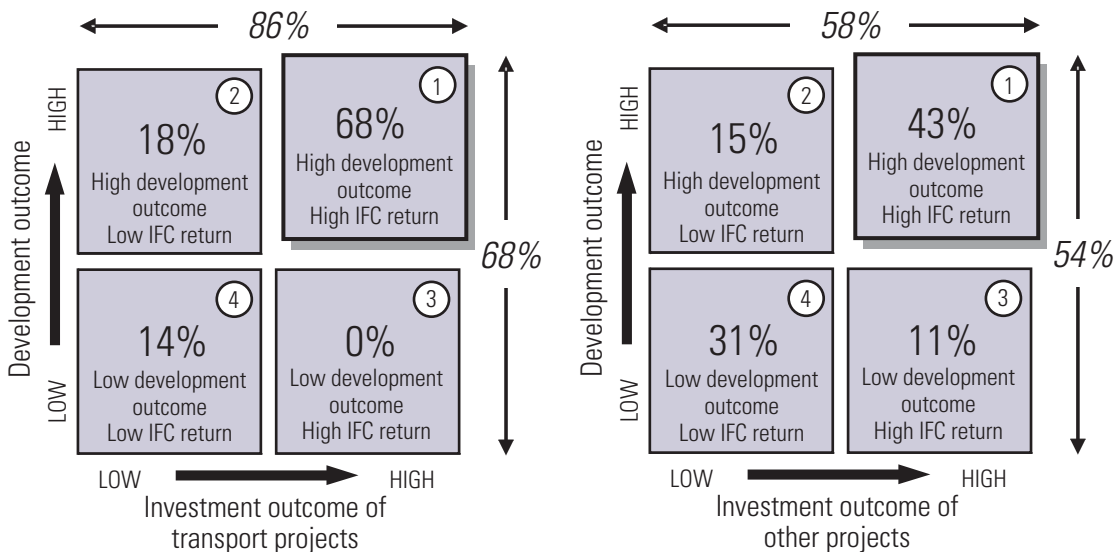 86%
Development outcome
HIGH
LOW
2
18%
High development
outcome
Low IFC return
1
68%
High development
outcome
High IFC return
68%
4
14%
Low development
outcome
Low IFC return
3
0%
Low development
outcome
High IFC return
LOW
HIGH
Investment outcome of
transport projects
58%
Development outcome
HIGH
LOW
2
15%
High development
outcome
Low IFC return
1
43%
High development
outcome
High IFC return
54%
4
31%
Low development
outcome
Low IFC return
3
11%
Low development
outcome
High IFC return
LOW
HIGH
Investment outcome of
other projects